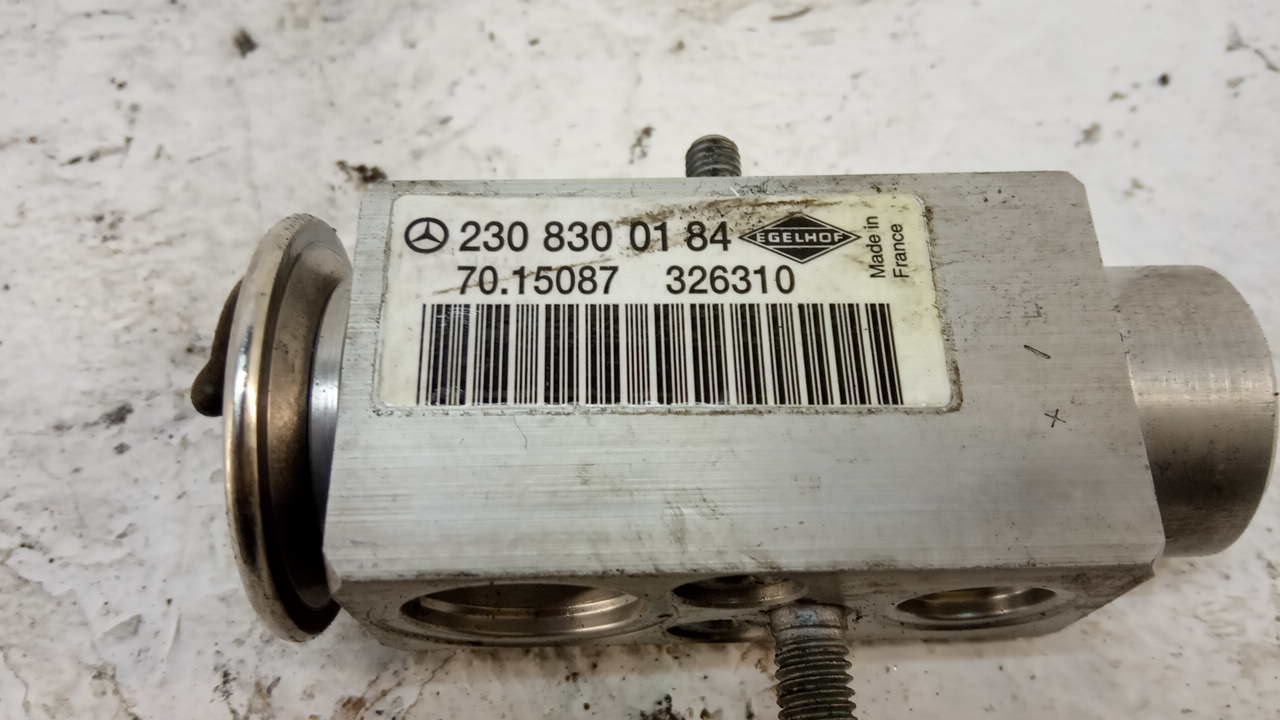 230 830 01 84 EGELHOF
70.15087 326310
Made in
France